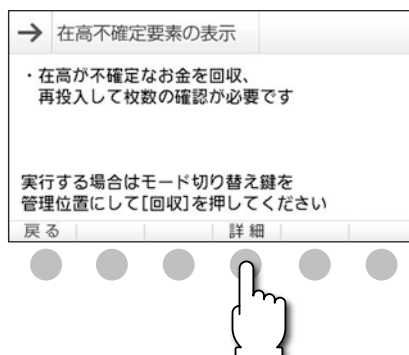 → 在高不確定要素の表示
・在高が不確定なお金を回収、
再投入して枚数の確認が必要です
実行する場合はモード切り替え鍵を
管理位置にして[回収]を押してください
戻る 詳細